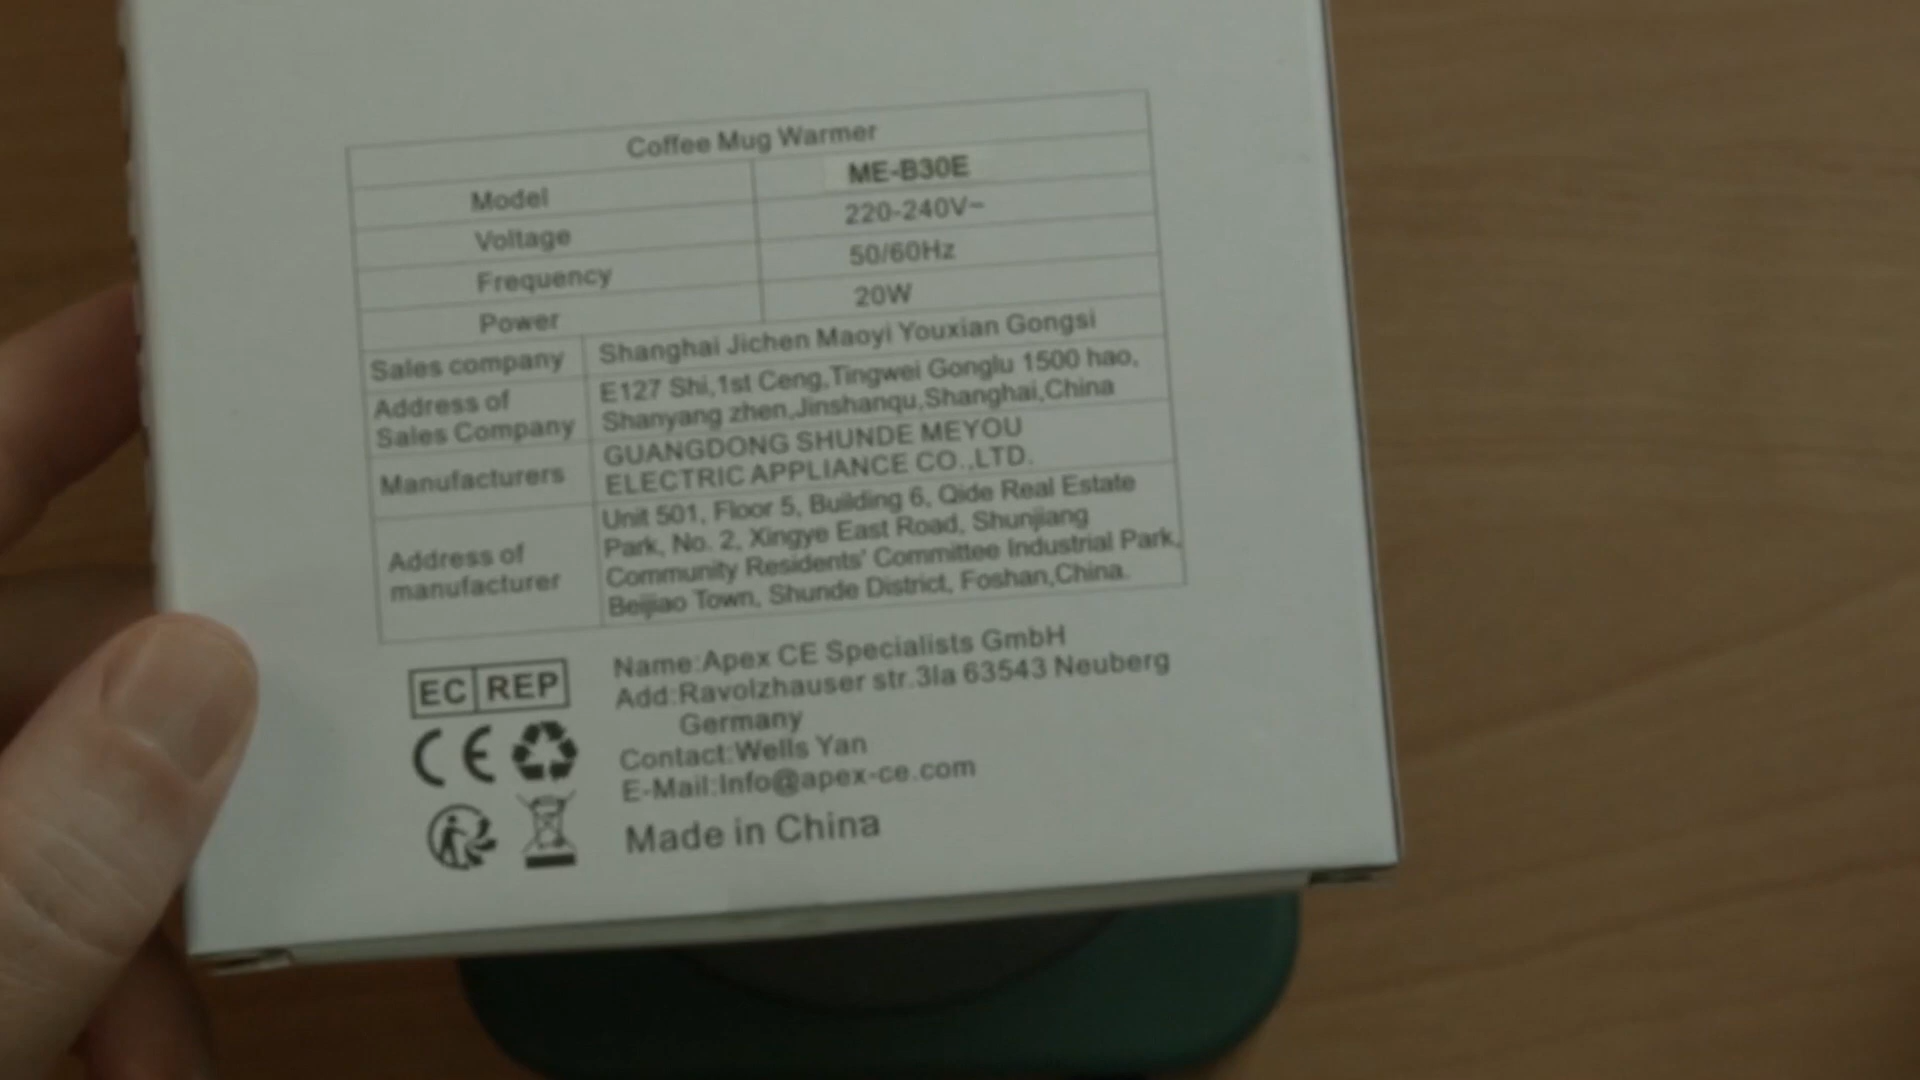 Coffee Mug Warmer
Model ME-B30E
Voltage 220-240V~
Frequency 50/60Hz
Power 20W
Sales company Shanghai Jichen Maoyi Youxian Gongsi
Address of Sales Company E127 Shi,1st Ceng,Tingwei Gonglu 1500 hao,
Shanyang zhen,Jinshanqu,Shanghai,China
Manufacturers GUANGDONG SHUNDE MEYOU
ELECTRIC APPLIANCE CO.,LTD.
Address of manufacturer Unit 501, Floor 5, Building 6, Qide Real Estate
Park, No. 2, Xingye East Road, Shunjiang
Community Residents' Committee Industrial Park,
Beijiao Town, Shunde District, Foshan,China.
EC REP
Name:Apex CE Specialists GmbH
Add:Ravolzhauser str.3la 63543 Neuberg
Germany
Contact:Wells Yan
E-Mail:Info@apex-ce.com
CE
Made in China